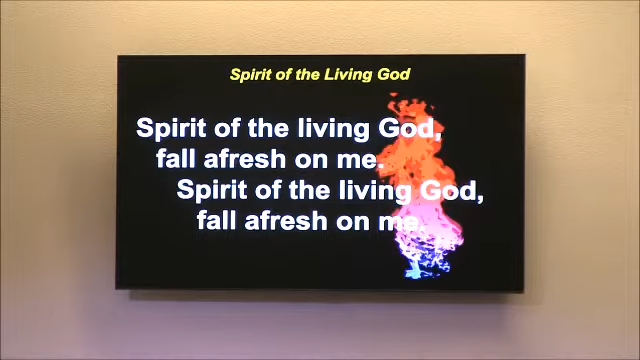 Spirit of the Living God
Spirit of the living God,
fall afresh on me.
Spirit of the living God,
fall afresh on me.